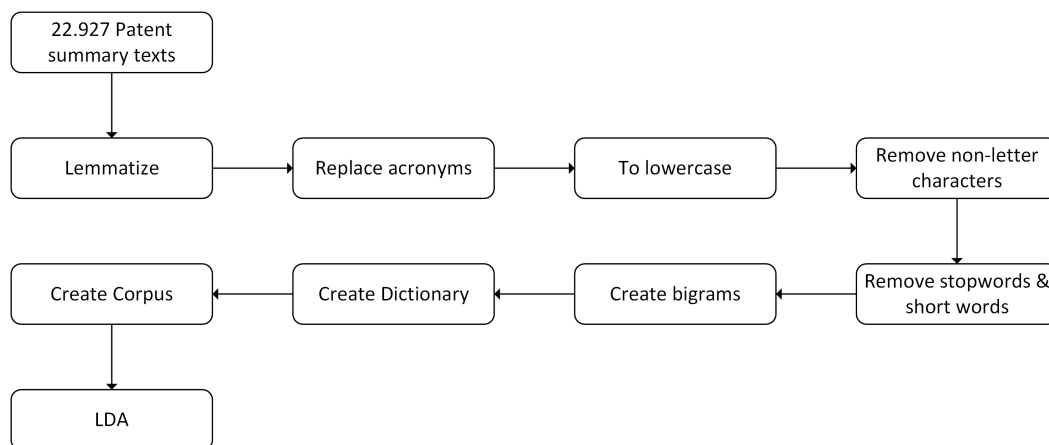 22.927 Patent
summary texts
Lemmatize
Replace acronyms
To lowercase
Remove non-letter
characters
Remove stopwords &
short words
Create bigrams
Create Dictionary
Create Corpus
LDA